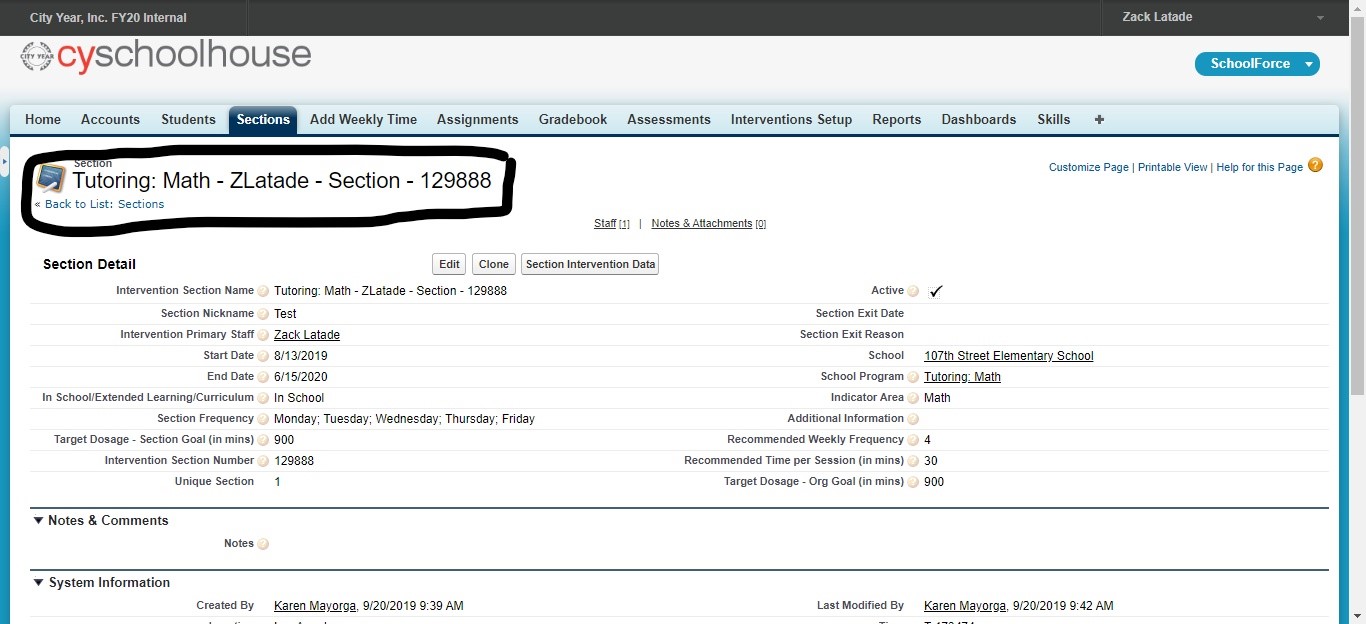 City Year, Inc. FY20 Internal
Zack Latade
CITY YEAR
cyschoolhouse
SchoolForce
Home Accounts Students Sections Add Weekly Time Assignments Gradebook Assessments Interventions Setup Reports Dashboards Skills +
Section
Tutoring: Math - ZLatade - Section - 129888
« Back to List: Sections
Customize Page | Printable View | Help for this Page ?
Staff [1] | Notes & Attachments [0]
Section Detail Edit Clone Section Intervention Data
Intervention Section Name ? Tutoring: Math - ZLatade - Section - 129888 Active ? ✓
Section Nickname ? Test Section Exit Date
Intervention Primary Staff ? Zack Latade Section Exit Reason
Start Date ? 8/13/2019 School 107th Street Elementary School
End Date ? 6/15/2020 School Program ? Tutoring: Math
In School/Extended Learning/Curriculum ? In School Indicator Area ? Math
Section Frequency ? Monday; Tuesday; Wednesday; Thursday; Friday Additional Information ?
Target Dosage - Section Goal (in mins) ? 900 Recommended Weekly Frequency ? 4
Intervention Section Number ? 129888 Recommended Time per Session (in mins) ? 30
Unique Section 1 Target Dosage - Org Goal (in mins) ? 900
Notes & Comments
Notes ?
System Information
Created By Karen Mayorga, 9/20/2019 9:39 AM Last Modified By Karen Mayorga, 9/20/2019 9:42 AM